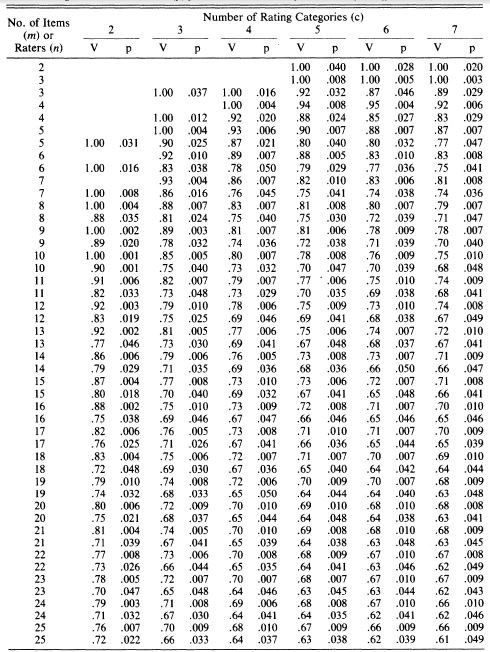 No. of Items Number of Rating Categories (c)
(m) or 2 3 4 5 6 7
Raters (n) V p V p V p V p V p V p
2 1.00 .040 1.00 .028 1.00 .020
3 1.00 .008 1.00 .005 1.00 .003
3 1.00 .037 1.00 .016 .92 .032 .87 .046 .89 .029
4 1.00 .004 .94 .008 .95 .004 .92 .006
4 1.00 .012 .92 .020 .88 .024 .85 .027 .83 .029
5 1.00 .004 .93 .006 .90 .007 .88 .007 .87 .007
5 1.00 .031 .90 .025 .87 .021 .80 .040 .80 .032 .77 .047
6 .92 .010 .89 .007 .88 .005 .83 .010 .83 .008
6 1.00 .016 .83 .038 .78 .050 .79 .029 .77 .036 .75 .041
7 .93 .004 .86 .007 .82 .010 .83 .006 .81 .008
7 1.00 .008 .86 .016 .76 .045 .75 .041 .74 .038 .74 .036
8 1.00 .004 .88 .007 .83 .007 .81 .008 .80 .007 .79 .007
8 .88 .035 .81 .024 .75 .040 .75 .030 .72 .039 .71 .047
9 1.00 .002 .89 .003 .81 .007 .81 .006 .78 .009 .78 .007
9 .89 .020 .78 .032 .74 .036 .72 .038 .71 .039 .70 .040
10 1.00 .001 .85 .005 .80 .007 .78 .008 .76 .009 .75 .010
10 .90 .001 .75 .040 .73 .032 .70 .047 .70 .039 .68 .048
11 .91 .006 .82 .007 .79 .007 .77 .006 .75 .010 .74 .009
11 .82 .033 .73 .048 .73 .029 .70 .035 .69 .038 .68 .041
12 .92 .003 .79 .010 .78 .006 .75 .009 .73 .010 .74 .008
12 .83 .019 .75 .025 .69 .046 .69 .041 .68 .038 .67 .049
13 .92 .002 .81 .005 .77 .006 .75 .006 .74 .007 .72 .010
13 .77 .046 .73 .030 .69 .041 .67 .048 .68 .037 .67 .041
14 .86 .006 .79 .006 .76 .005 .73 .008 .73 .007 .71 .009
14 .79 .029 .71 .035 .69 .036 .68 .036 .66 .050 .66 .047
15 .87 .004 .77 .008 .73 .010 .73 .006 .72 .007 .71 .008
15 .80 .018 .70 .040 .69 .032 .67 .041 .65 .048 .66 .041
16 .88 .002 .75 .010 .73 .009 .72 .008 .71 .007 .70 .010
16 .75 .038 .69 .046 .67 .047 .66 .046 .65 .046 .65 .046
17 .82 .006 .76 .005 .73 .008 .71 .010 .71 .007 .70 .009
17 .76 .025 .71 .026 .67 .041 .66 .036 .65 .044 .65 .039
18 .83 .004 .75 .006 .72 .007 .71 .007 .70 .007 .69 .010
18 .72 .048 .69 .030 .67 .036 .65 .040 .64 .042 .64 .044
19 .79 .010 .74 .008 .72 .006 .70 .009 .70 .007 .68 .009
19 .74 .032 .68 .033 .65 .050 .64 .044 .64 .040 .63 .048
20 .80 .006 .72 .009 .70 .010 .69 .010 .68 .010 .68 .008
20 .75 .021 .68 .037 .65 .044 .64 .048 .64 .038 .63 .041
21 .81 .004 .74 .005 .70 .010 .69 .008 .68 .010 .68 .009
21 .71 .039 .67 .041 .65 .039 .64 .038 .63 .048 .63 .045
22 .77 .008 .73 .006 .70 .008 .68 .009 .67 .010 .67 .008
22 .73 .026 .66 .044 .65 .035 .64 .041 .63 .046 .62 .049
23 .78 .005 .72 .007 .70 .007 .68 .007 .67 .010 .67 .009
23 .70 .047 .65 .048 .64 .046 .63 .045 .63 .044 .62 .043
24 .79 .003 .71 .008 .69 .006 .68 .008 .67 .010 .66 .010
24 .71 .032 .67 .030 .64 .041 .64 .035 .62 .041 .62 .046
25 .76 .007 .70 .009 .68 .010 .67 .009 .66 .009 .66 .009
25 .72 .022 .66 .033 .64 .037 .63 .038 .62 .039 .61 .049